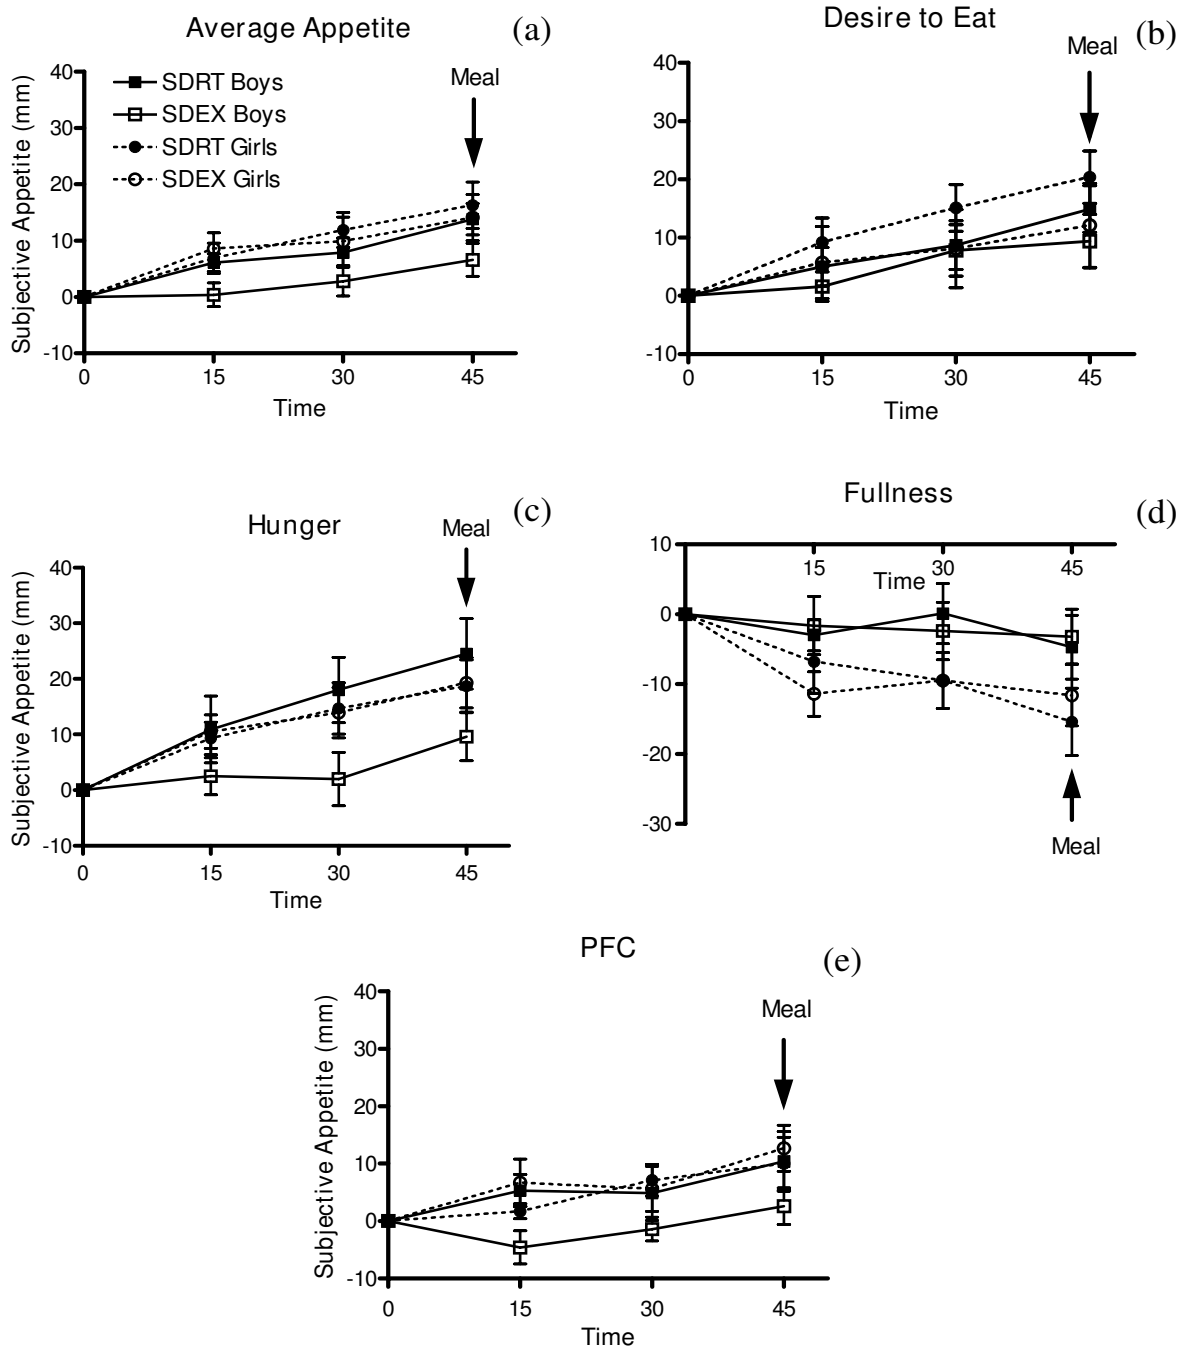 Average Appetite
(a)
Subjective Appetite (mm)
40
30
20
10
0
-10
SDRT Boys
SDEX Boys
SDRT Girls
SDEX Girls
Meal
0 15 30 45
Time
Desire to Eat
(b)
Meal
40
30
20
10
0
-10
0 15 30 45
Time
Hunger
(c)
Meal
Subjective Appetite (mm)
40
30
20
10
0
-10
0 15 30 45
Time
Fullness
(d)
10
0
-10
-20
-30
15 30 45
Time
Meal
PFC
(e)
Meal
Subjective Appetite (mm)
40
30
20
10
0
-10
0 15 30 45
Time